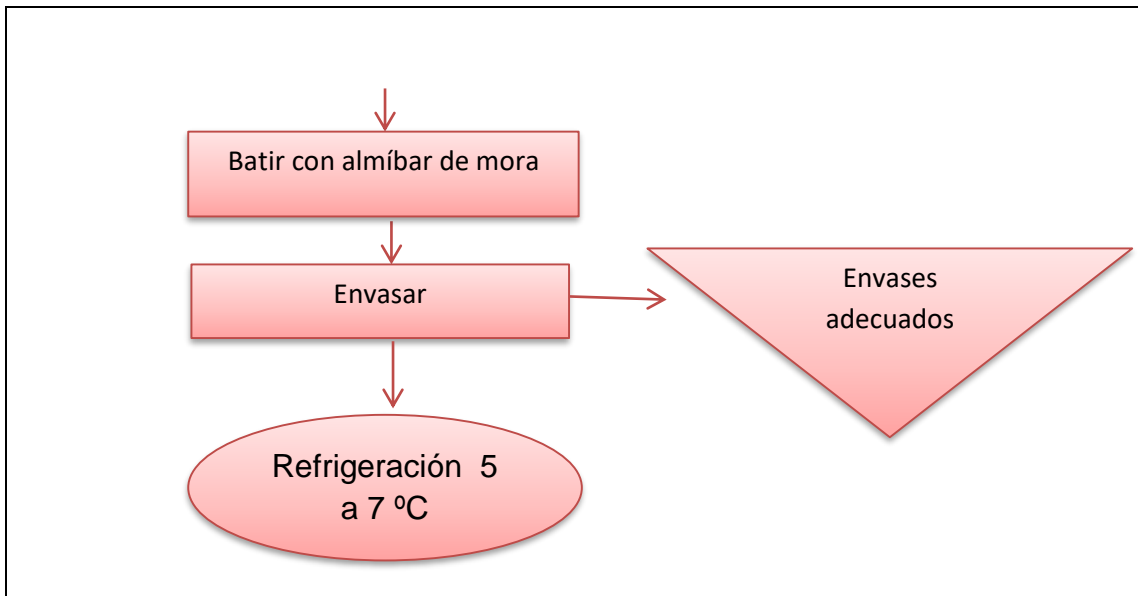 Batir con almíbar de mora
Envasar
Envases
adecuados
Refrigeración 5
a 7 ºC